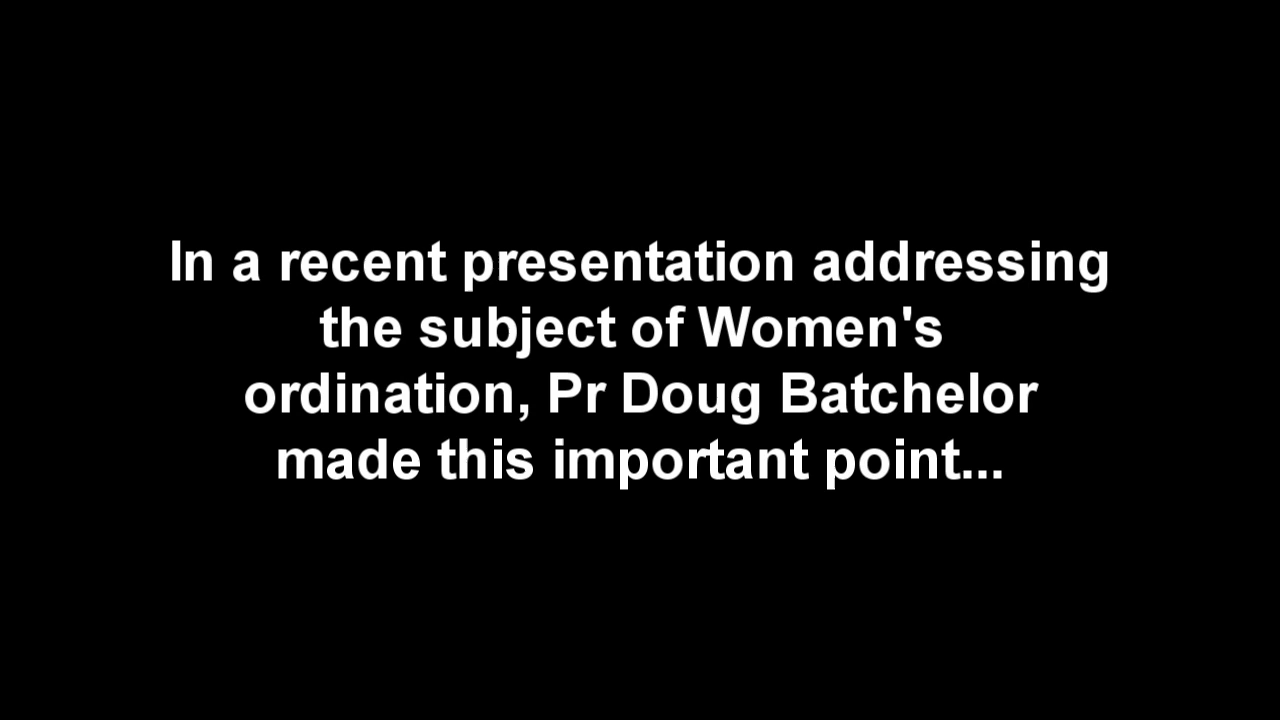 In a recent presentation addressing
the subject of Women's
ordination, Pr Doug Batchelor
made this important point...